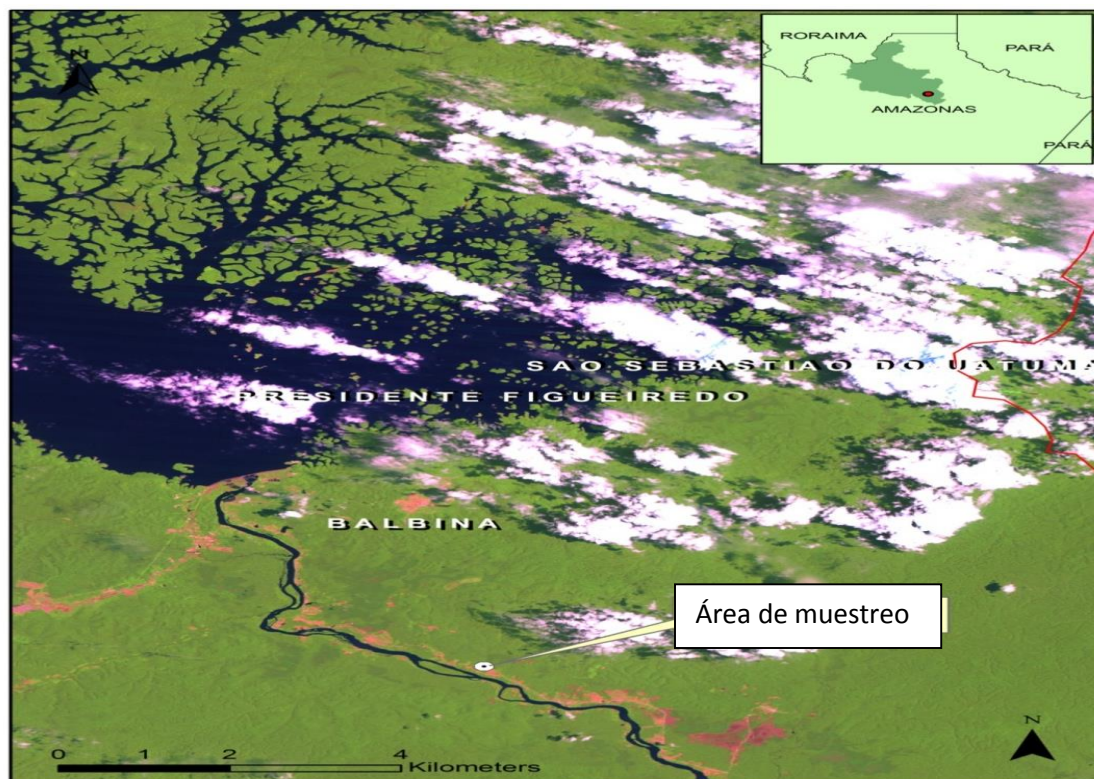 N
RORAIMA
PARÁ
AMAZONAS
PARÁ
SAO SEBASTIAO DO UATUMA
PRESIDENTE FIGUEIREDO
BALBINA
Área de muestreo
N
0 1 2 4
Kilometers